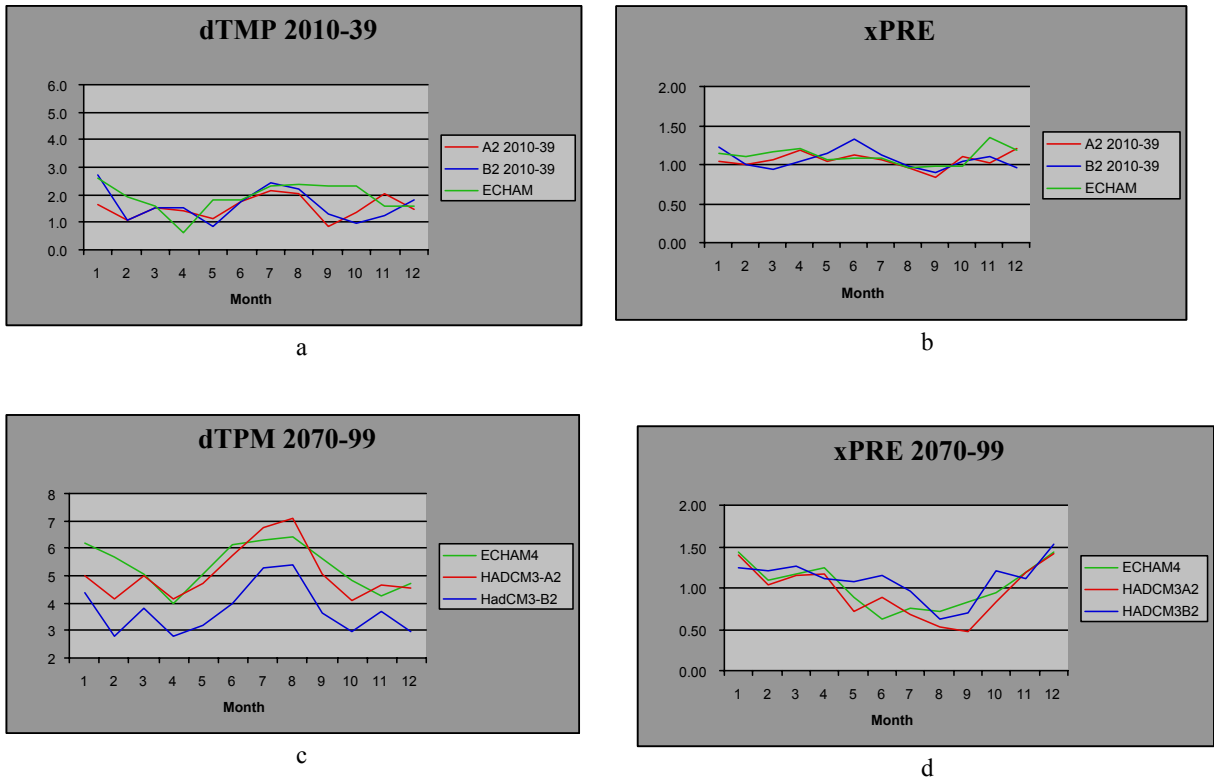 dTMP 2010-39
6.0
5.0
4.0
3.0
2.0
1.0
0.0
1 2 3 4 5 6 7 8 9 10 11 12
Month
A2 2010-39
B2 2010-39
ECHAM
a
xPRE
2.00
1.50
1.00
0.50
0.00
1 2 3 4 5 6 7 8 9 10 11 12
Month
A2 2010-39
B2 2010-39
ECHAM
b
dTPM 2070-99
8
7
6
5
4
3
2
1 2 3 4 5 6 7 8 9 10 11 12
Month
ECHAM4
HADCM3-A2
HadCM3-B2
c
xPRE 2070-99
2.00
1.50
1.00
0.50
0.00
1 2 3 4 5 6 7 8 9 10 11 12
Month
ECHAM4
HADCM3A2
HADCM3B2
d